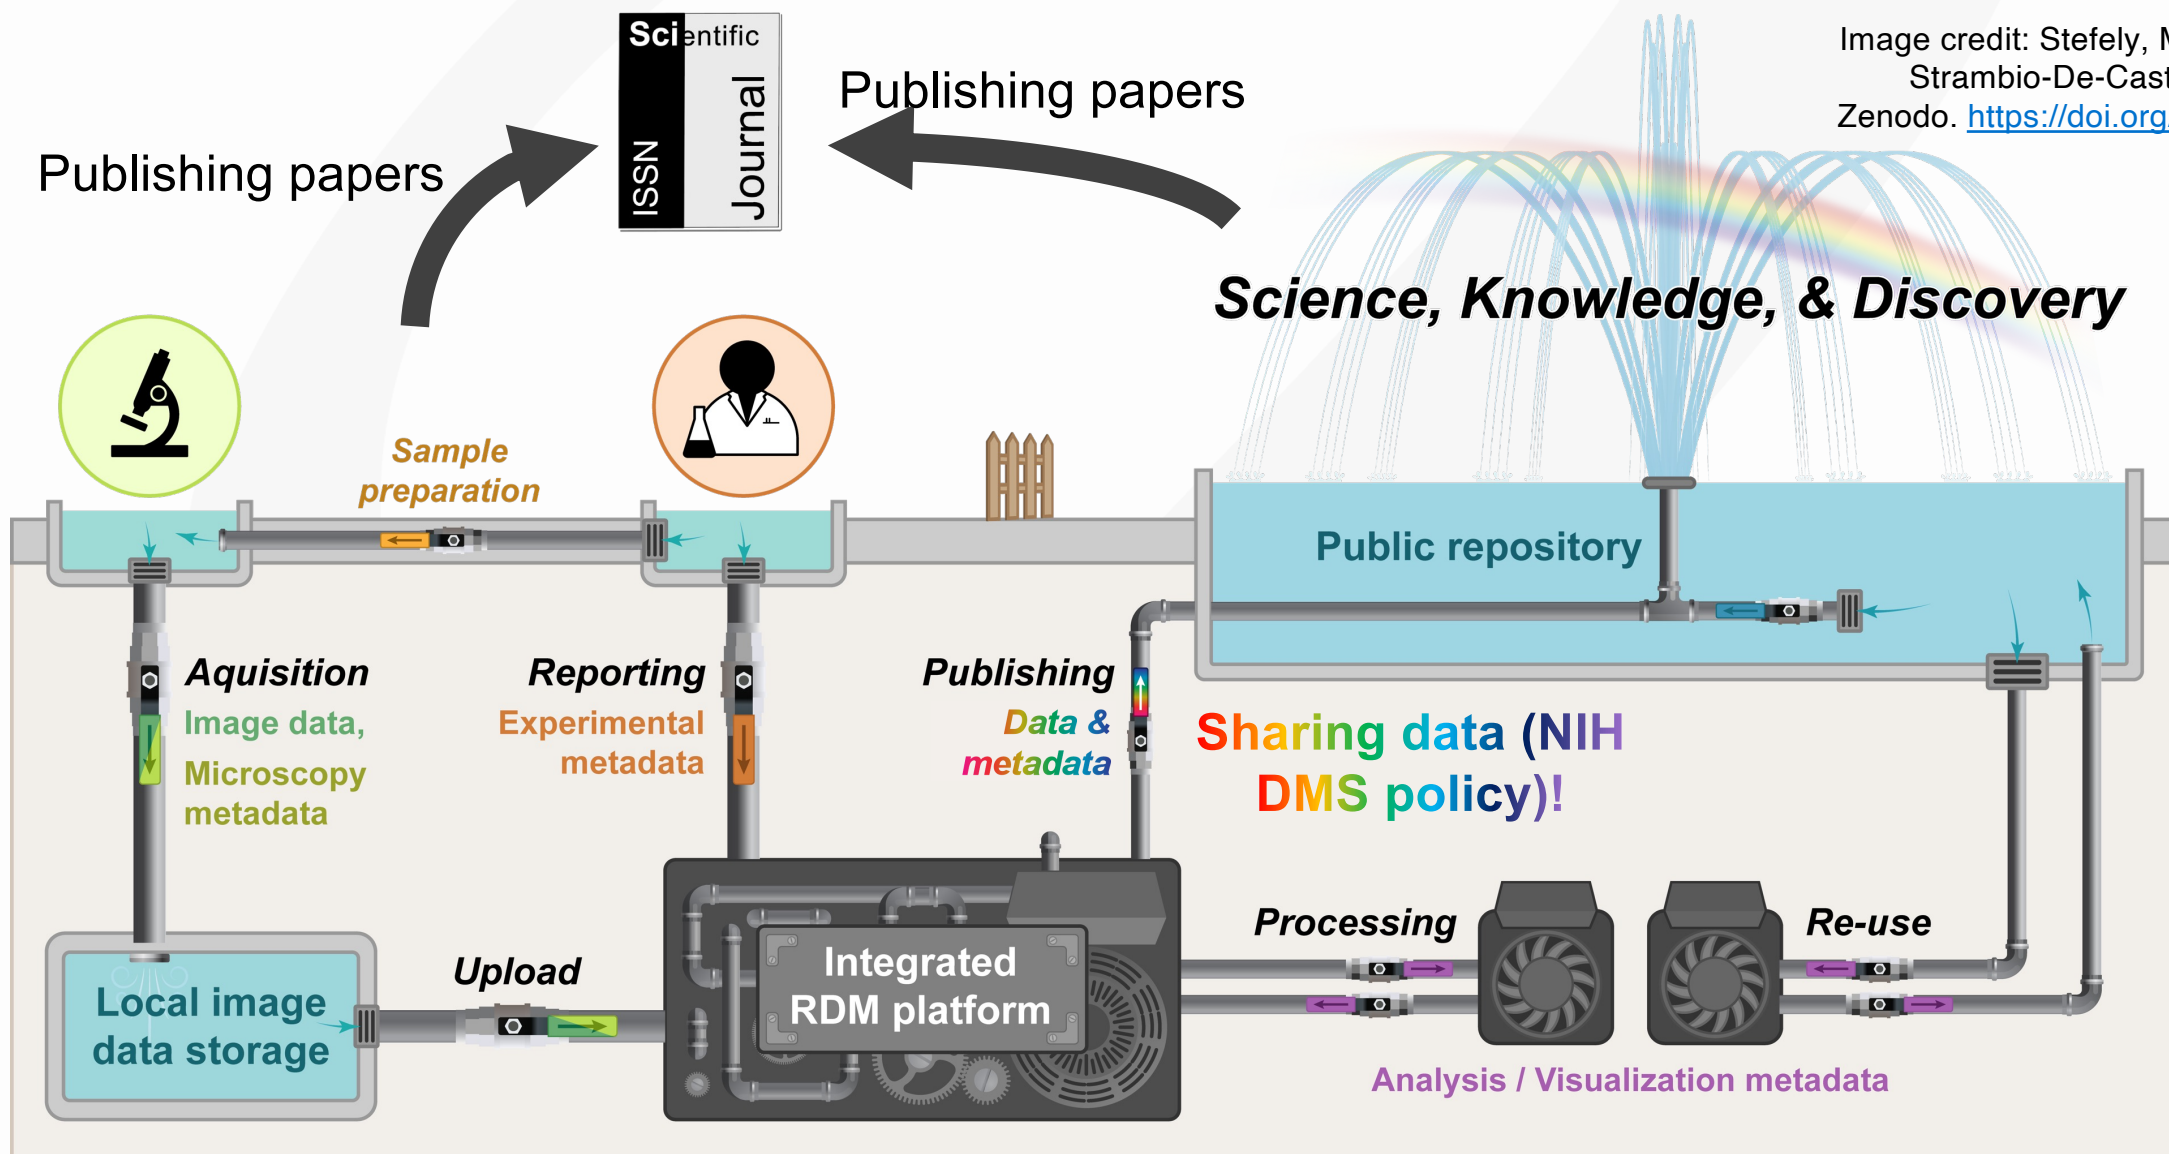 Scientific
ISSN
Journal
Image credit: Stefely, M
Strambio-De-Cast
Zenodo. https://doi.org/
Publishing papers
Publishing papers
Science, Knowledge, & Discovery
Sample
preparation
Public repository
Aquisition
Image data,
Microscopy
metadata
Reporting
Experimental
metadata
Publishing
Data &
metadata
Sharing data (NIH
DMS policy)!
Local image
data storage
Upload
Integrated
RDM platform
Processing
Re-use
Analysis / Visualization metadata